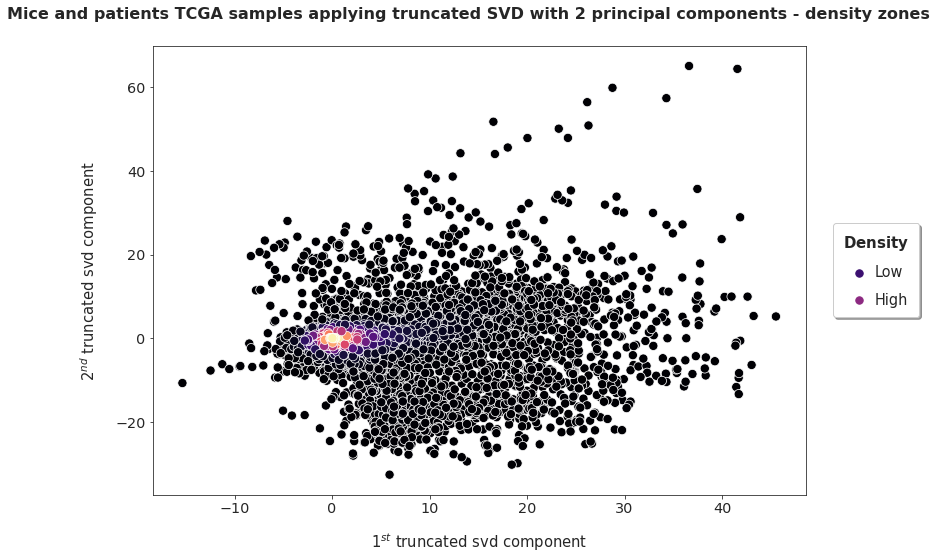 Mice and patients TCGA samples applying truncated SVD with 2 principal components - density zones
60
40
20
0
−20
2nd truncated svd component
−10
0
10
20
30
40
1st truncated svd component
Density
Low
High